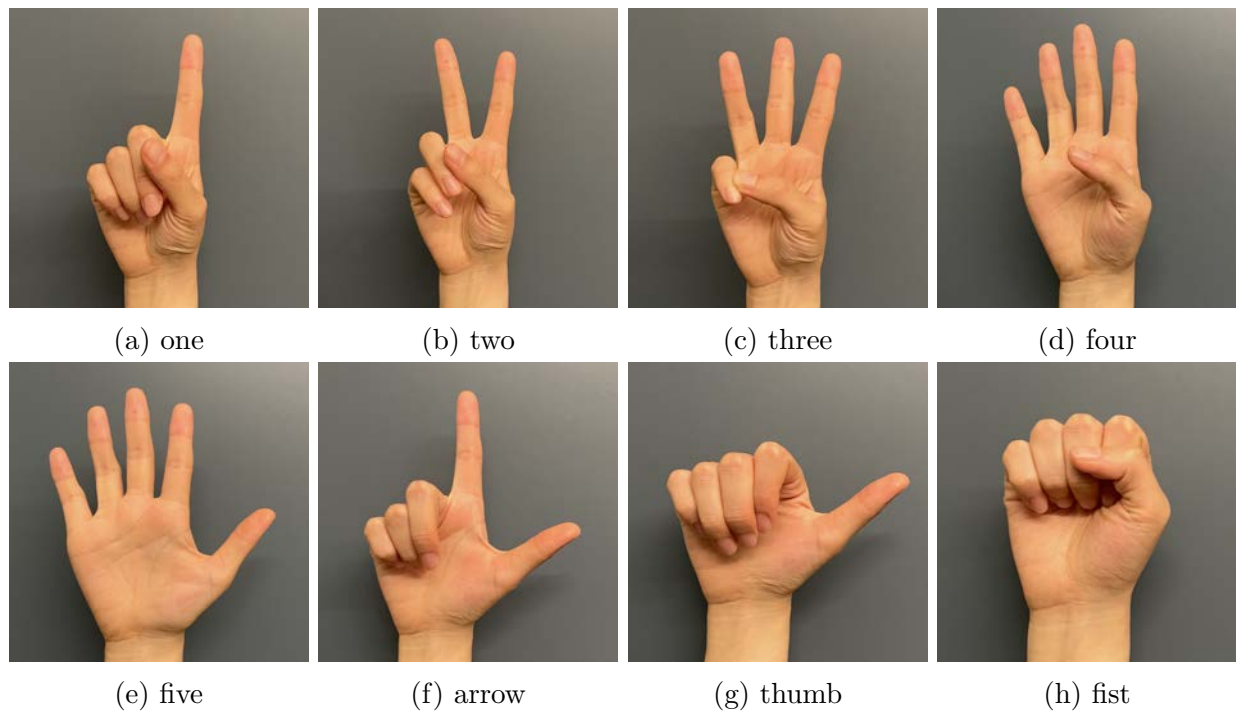 (a) one
(b) two
(c) three
(d) four
(e) five
(f) arrow
(g) thumb
(h) fist